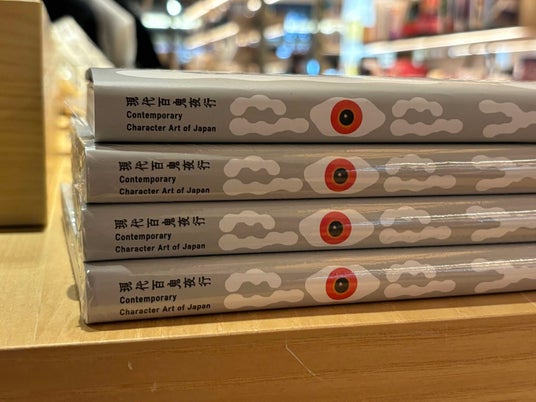 現代百鬼夜行
Contemporary
Character Art of Japan
現代百鬼夜行
Contemporary
Character Art of Japan
現代百鬼夜行
Contemporary
Character Art of Japan
現代百鬼夜行
Contemporary
Character Art of Japan